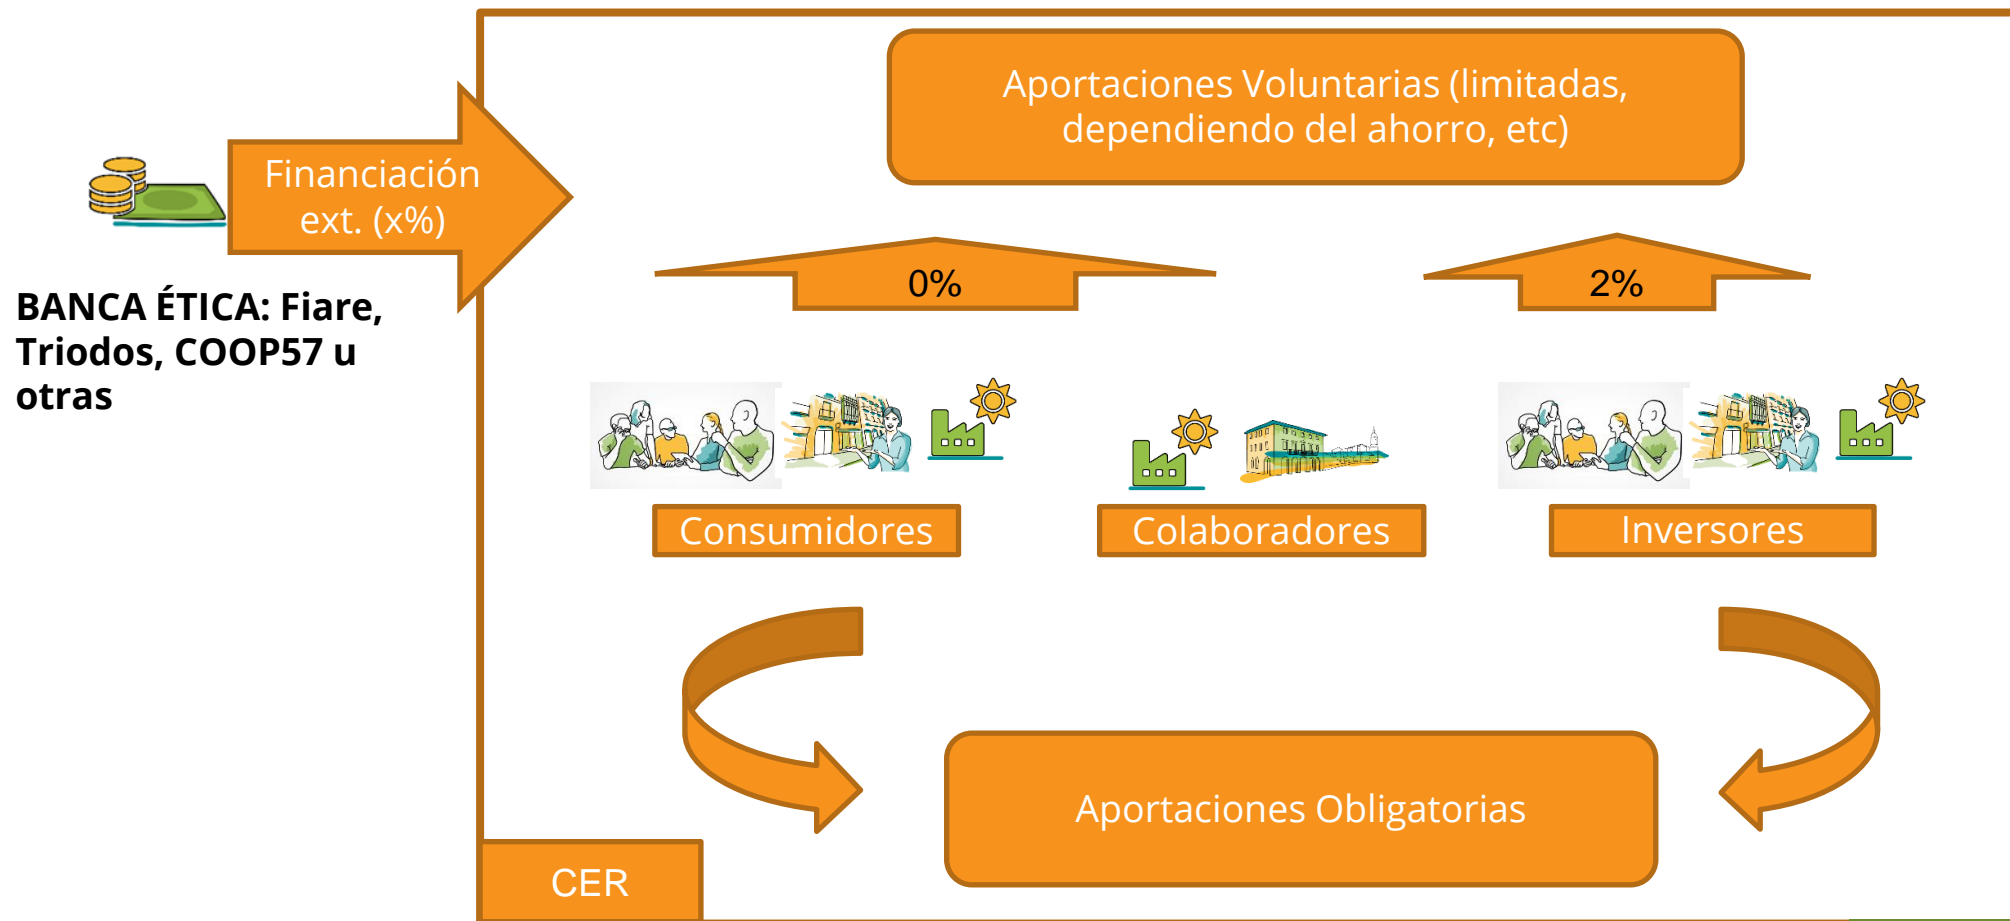 Aportaciones Voluntarias (limitadas,
dependiendo del ahorro, etc)
Financiación
ext. (x%)
BANCA ÉTICA: Fiare,
Triodos, COOP57 u
otras
0%
2%
Consumidores
Colaboradores
Inversores
Aportaciones Obligatorias
CER